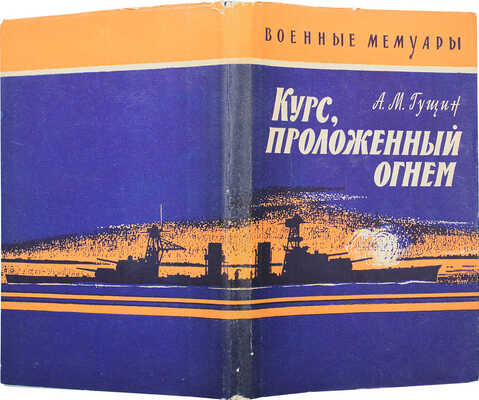 ВОЕННЫЕ МЕМУАРЫ
А. М. Гущин
КУРС,
ПРОЛОЖЕННЫЙ
ОГНЕМ